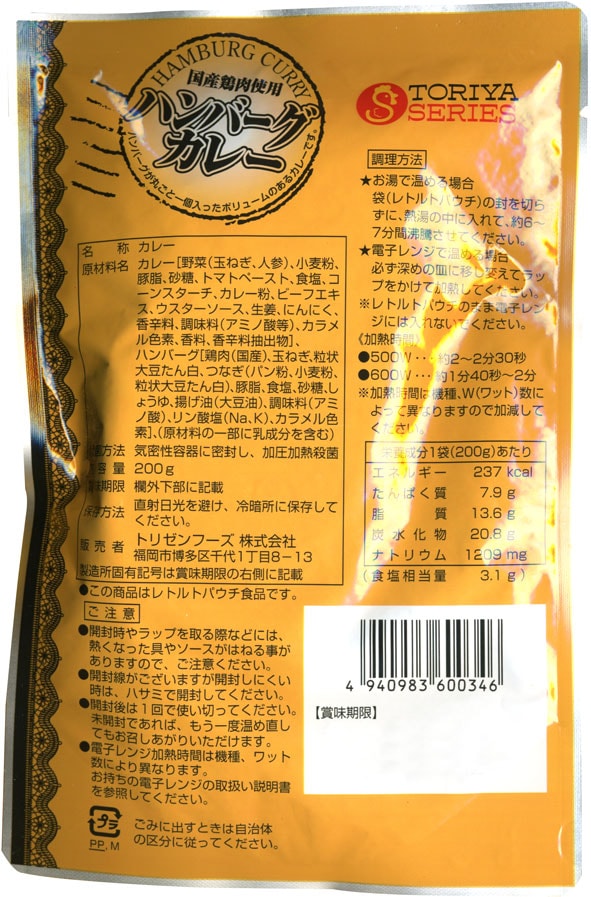 HAMBURG CURRY
国産鶏肉使用
ハンバーグ
カレー
ハンバーグが丸ごと一個入ったボリュームのあるカレーです。
S TORIYA
SERIES
名　称 カレー
原材料名 カレー[野菜(玉ねぎ、人参)、小麦粉、
豚脂、砂糖、トマトペースト、食塩、コ
ーンスターチ、カレー粉、ビーフエキ
ス、ウスターソース、生姜、にんにく、
香辛料、調味料(アミノ酸等)、カラメ
ル色素、香料、香辛料抽出物]、
ハンバーグ[鶏肉(国産)、玉ねぎ、粒状
大豆たん白、つなぎ(パン粉、小麦粉、
粉状大豆たん白)、豚脂、食塩、砂糖、し
ょうゆ、揚げ油(大豆油)、調味料(アミ
ノ酸)、リン酸塩(Na、K)、カラメル色
素]、(原材料の一部に乳成分を含む)
方法 気密性容器に密封し、加圧加熱殺菌
容量 200g
賞味期限 欄外下部に記載
保存方法 直射日光を避け、冷暗所に保存して
ください。
販売者 トリゼンフーズ 株式会社
福岡市博多区千代1丁目8−13
製造所固有記号は賞味期限の右側に記載
●この商品はレトルトパウチ食品です。
ご注意
●開封時やラップを取る際などには、
熱くなった具やソースがはねる事が
ありますので、ご注意ください。
●開封線がございますが開封しにくい
時は、ハサミで開封してください。
●開封後は1回で使い切ってください。
未開封であれば、もう一度温め直し
てもお召しあがりいただけます。
●電子レンジ加熱時間は機種、ワット
数により異なります。
お持ちの電子レンジの取扱い説明書
を参照してください。
プラ
PP, M
ごみに出すときは自治体
の区分に従ってください。
調理方法
★お湯で温める場合
袋(レトルトパウチ)の封を切ら
ずに、熱湯の中に入れて、約6〜
7分間沸騰させてください。
★電子レンジで温める場合
必ず深めの皿に移し変えてラッ
プをかけて加熱してください。
※レトルトパウチのまま電子レン
ジには入れないでください。
《加熱時間》
●500W・・・約2〜2分30秒
●600W・・・約1分40秒〜2分
※加熱時間は機種、W(ワット)数に
よって異なりますので加減して
ください。
栄養成分1袋(200g)あたり
エネルギー 237 kcal
たんぱく質 7.9 g
脂　質 13.6 g
炭水化物 20.8 g
ナトリウム 1209 mg
(食塩相当量 3.1 g)
4 940983 600346
【賞味期限】